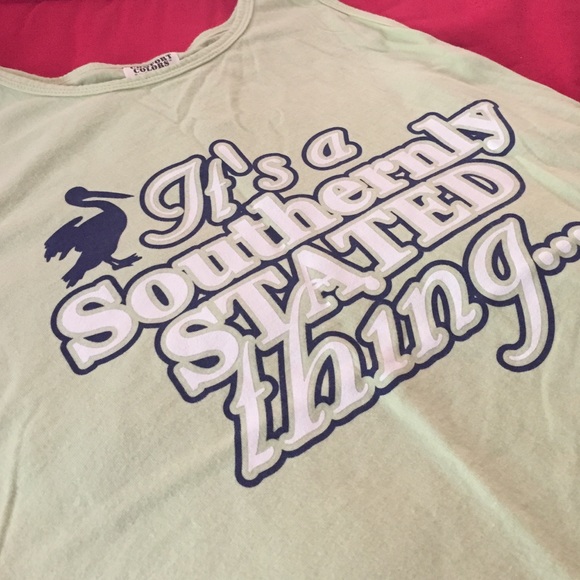 COMFORT
COLORS
It's a
Southernly
STATED
thing...